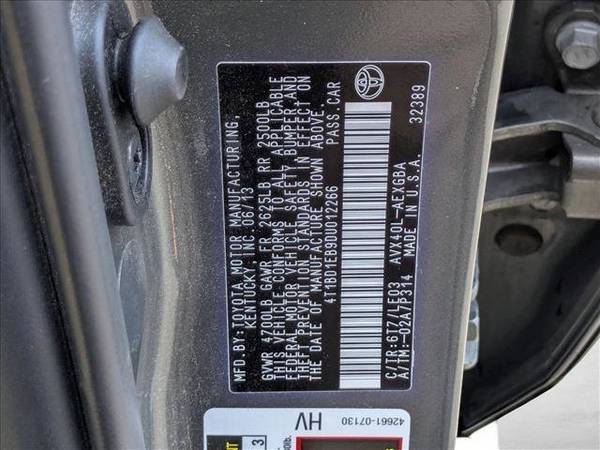 MFD. BY:TOYOTA MOTOR MANUFACTURING,
KENTUCKY, INC. 06/13
GVWR 4700LB GAWR FR 2625LB RR 2500LB
THIS VEHICLE CONFORMS TO ALL APPLICABLE
FEDERAL MOTOR VEHICLE SAFETY, BUMPER, AND
THEFT PREVENTION STANDARDS IN EFFECT ON
THE DATE OF MANUFACTURE SHOWN ABOVE.
4T1BD1EB9DU012266 PASS.CAR
C/TR:6T7/LE03 AVX40L-AEXGBA
A/TM:-02A/P314 MADE IN U.S.A. 32389
42661-07130
HV
3